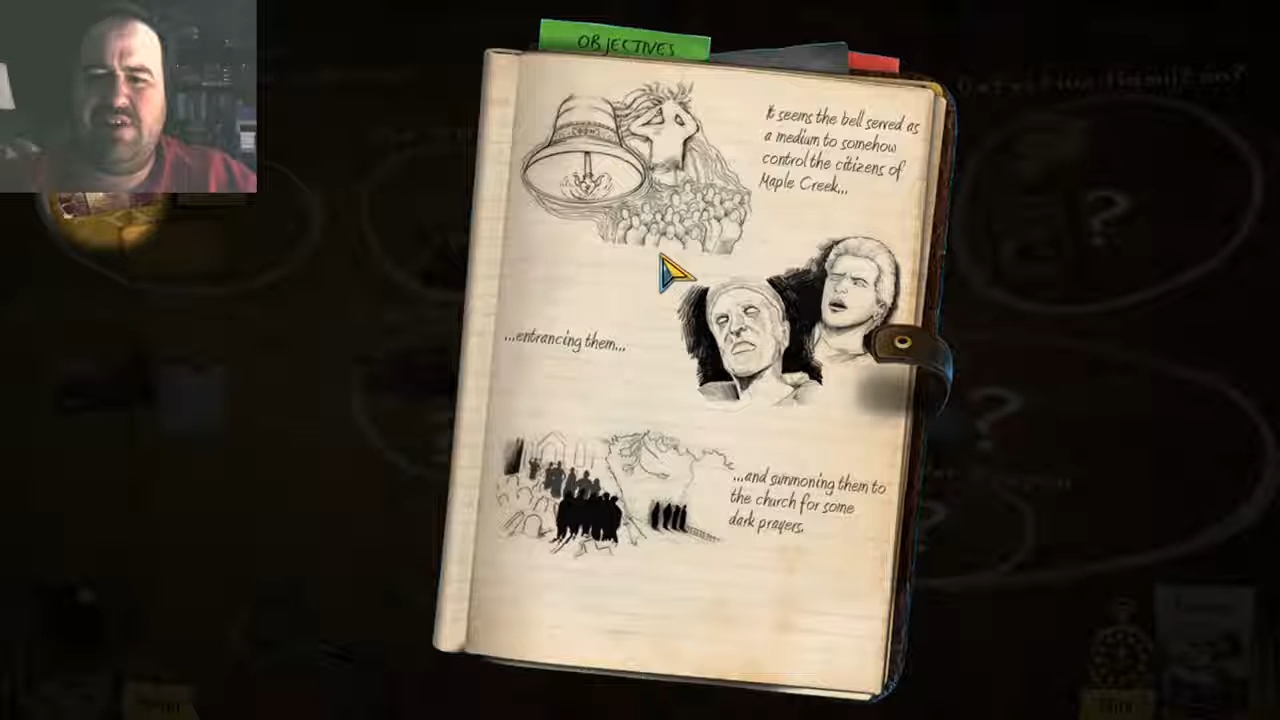 OBJECTIVES
It seems the bell served as
a medium to somehow
control the citizens of
Maple Creek...
...entrancing them...
...and summoning them to
the church for some
dark prayers.
?
?